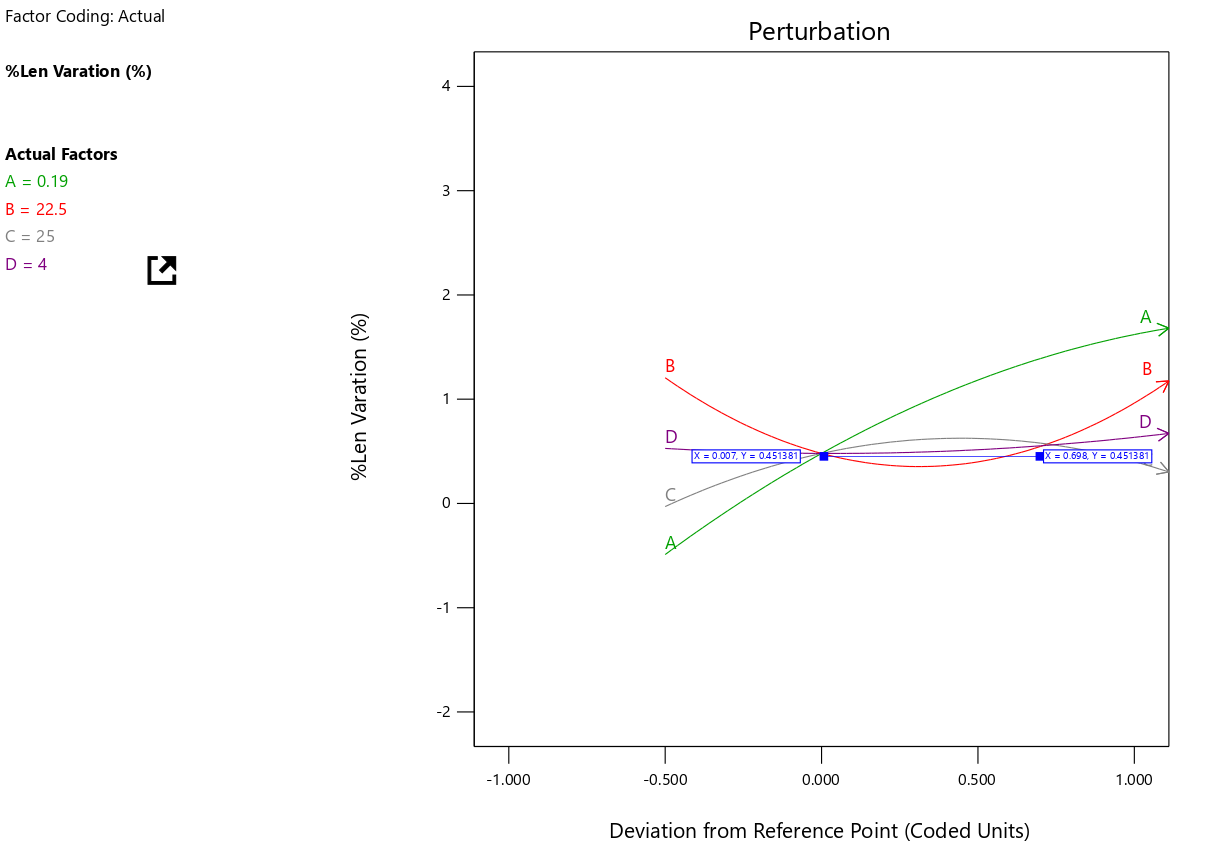 Factor Coding: Actual
%Len Varation (%)
Actual Factors
A = 0.19
B = 22.5
C = 25
D = 4
Perturbation
4
3
2
1
0
-1
-2
%Len Varation (%)
A
B
D
B
D
C
A
X = 0.007, Y = 0.451381
X = 0.698, Y = 0.451381
-1.000
-0.500
0.000
0.500
1.000
Deviation from Reference Point (Coded Units)